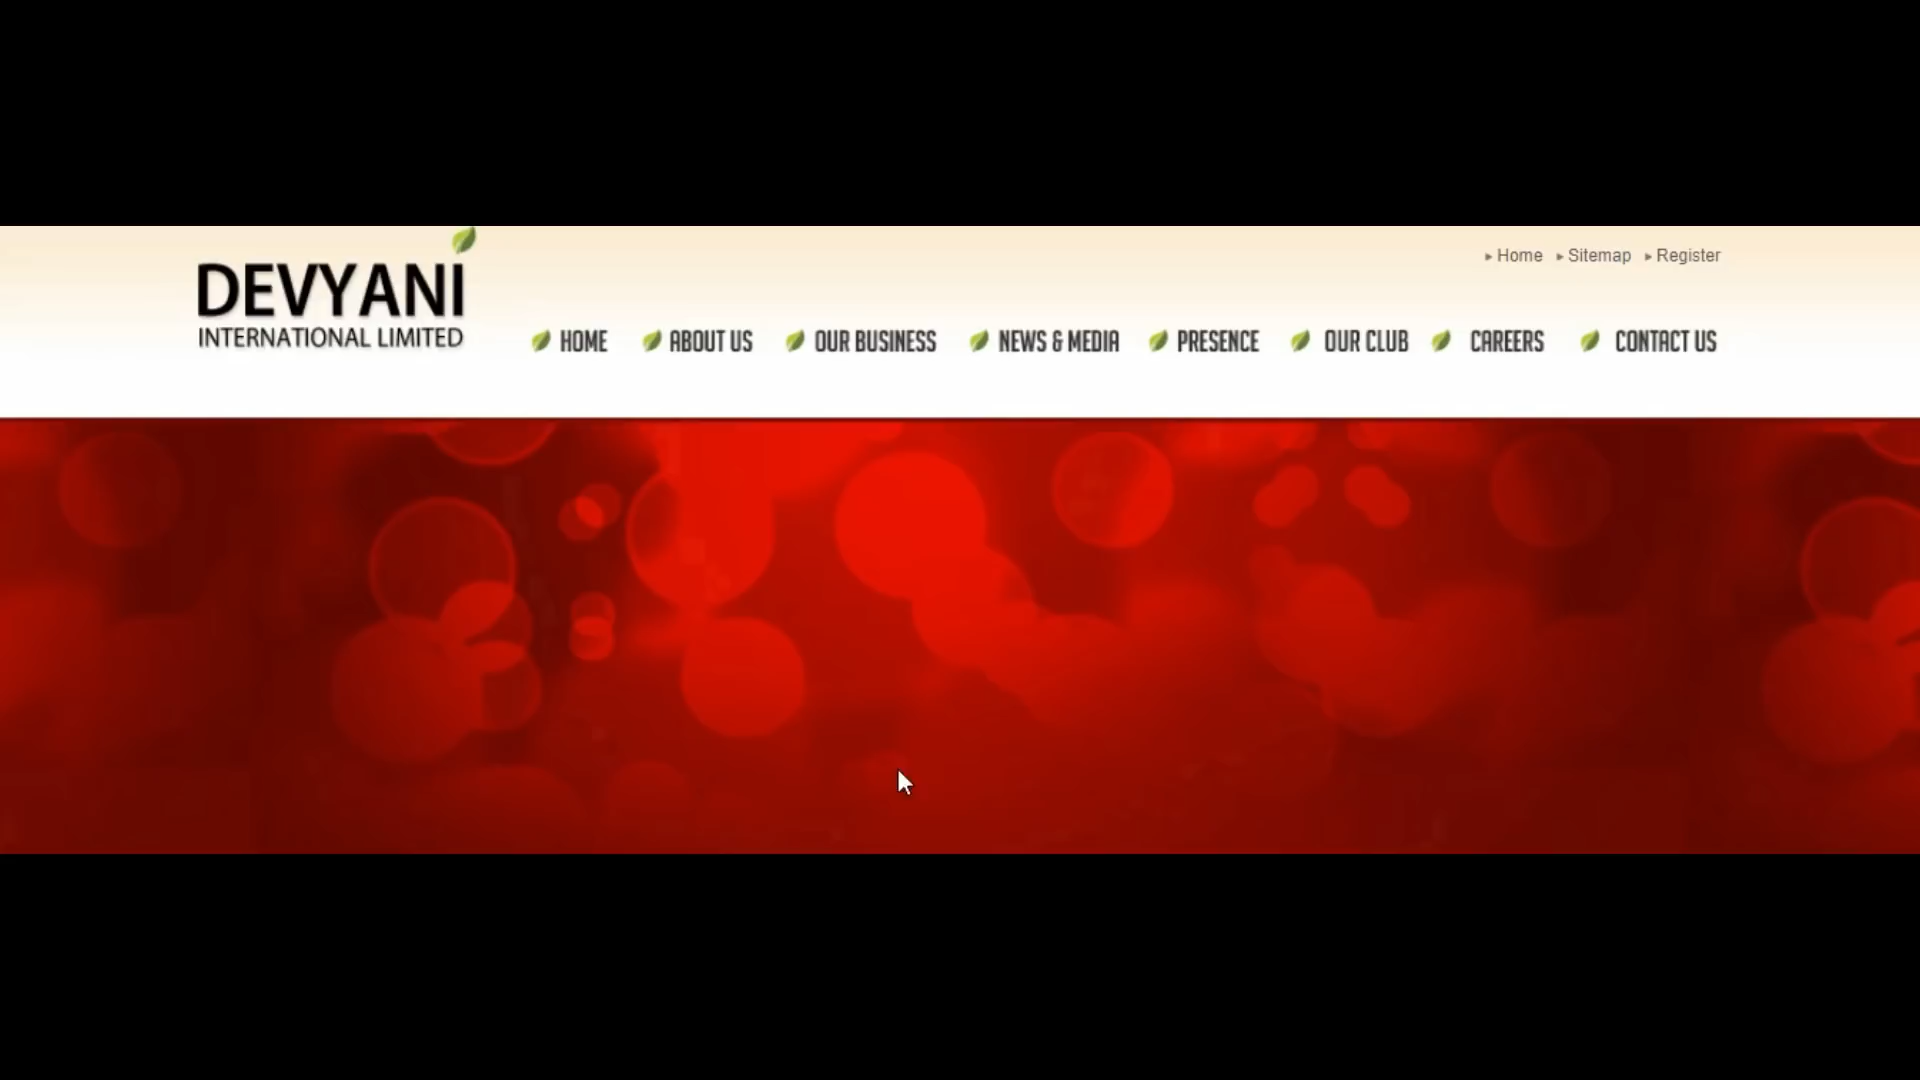 Home Sitemap Register
DEVYANI
INTERNATIONAL LIMITED
HOME ABOUT US OUR BUSINESS NEWS & MEDIA PRESENCE OUR CLUB CAREERS CONTACT US